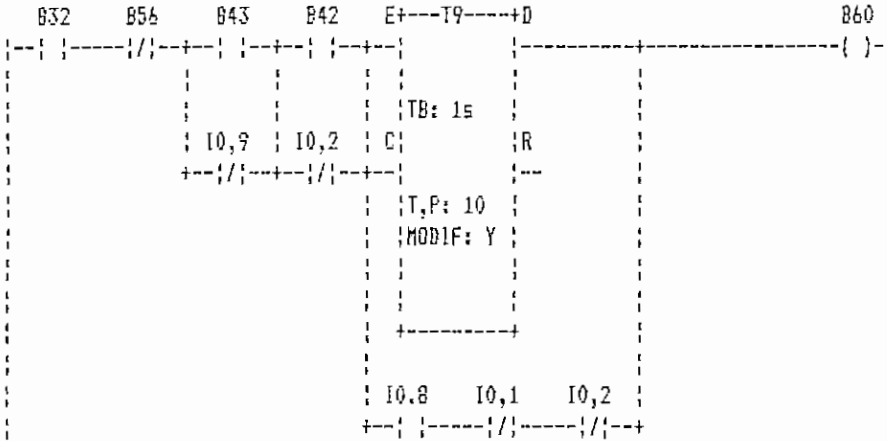 B32 B56 B43 B42 E+---T9----+D B60
|--| |-----|/|--+--| |--+--| |--+--| |-----------+--------------------( )-
TB: 1s
I0,9 I0,2 C R
+--|/|---+--|/|--+--| |---
T,P: 10
MODIF: Y
+----------+
I0.8 I0,1 I0,2
+--| |-----|/|-----|/|--+